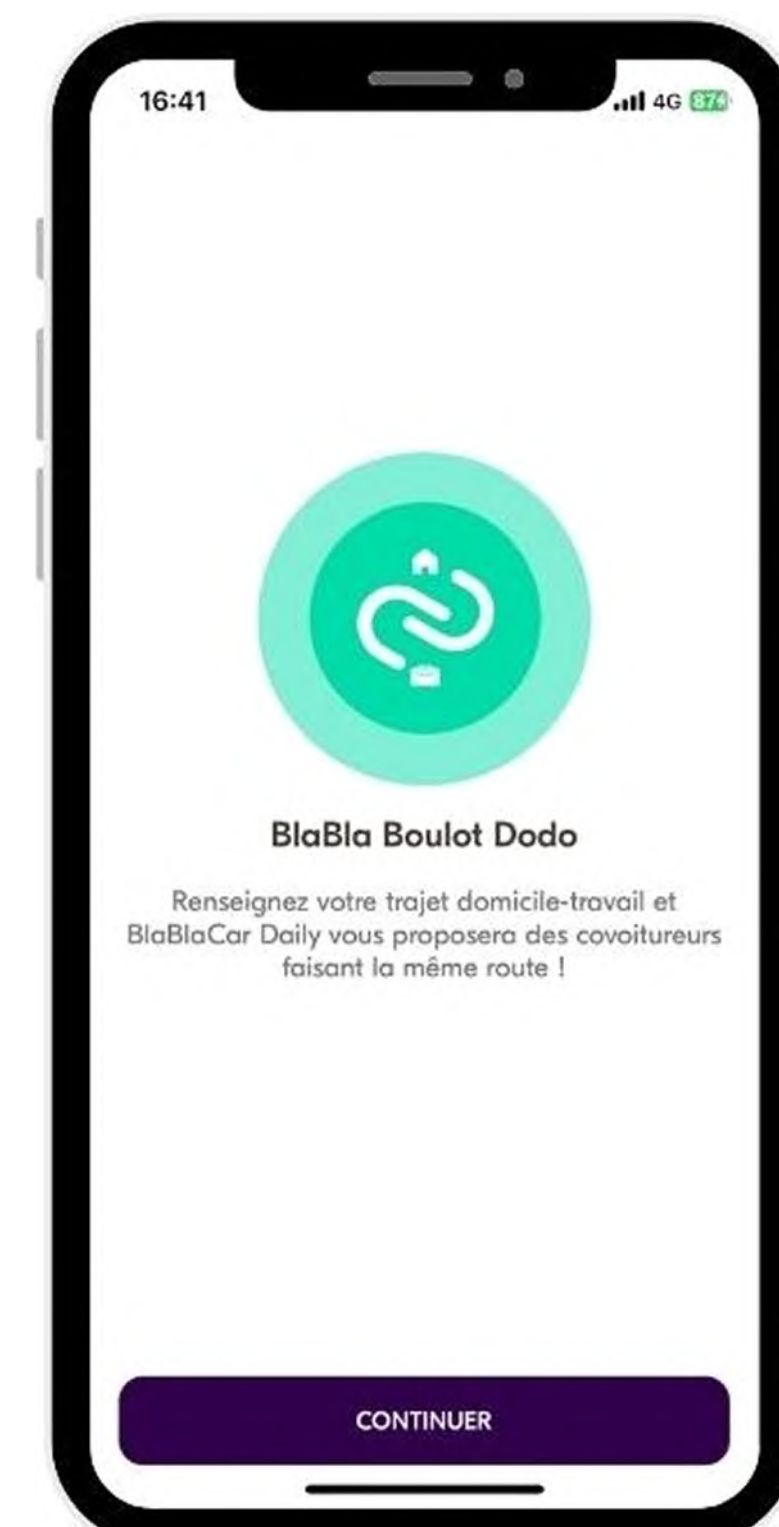 16:41 4G 87
BlaBla Boulot Dodo
Renseignez votre trajet domicile-travail et
BlaBlaCar Daily vous proposera des covoitureurs
faisant la même route !
CONTINUER